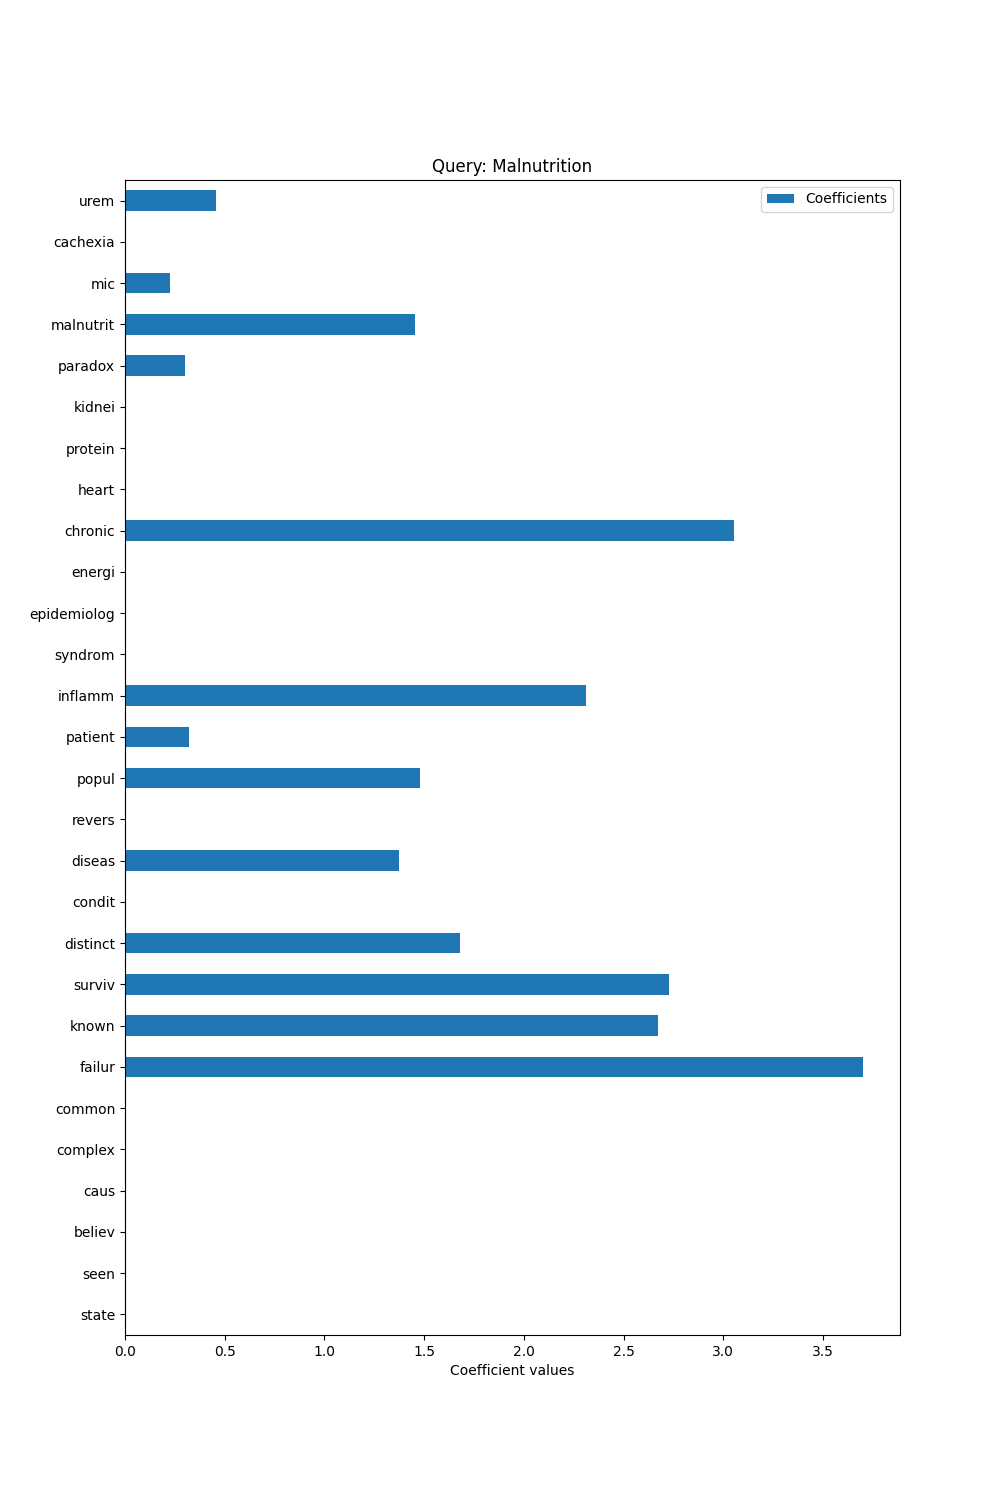 Query: Malnutrition
Coefficients
urem
cachexia
mic
malnutrit
paradox
kidnei
protein
heart
chronic
energi
epidemiolog
syndrom
inflamm
patient
popul
revers
diseas
condit
distinct
surviv
known
failur
common
complex
caus
believ
seen
state
0.0 0.5 1.0 1.5 2.0 2.5 3.0 3.5
Coefficient values